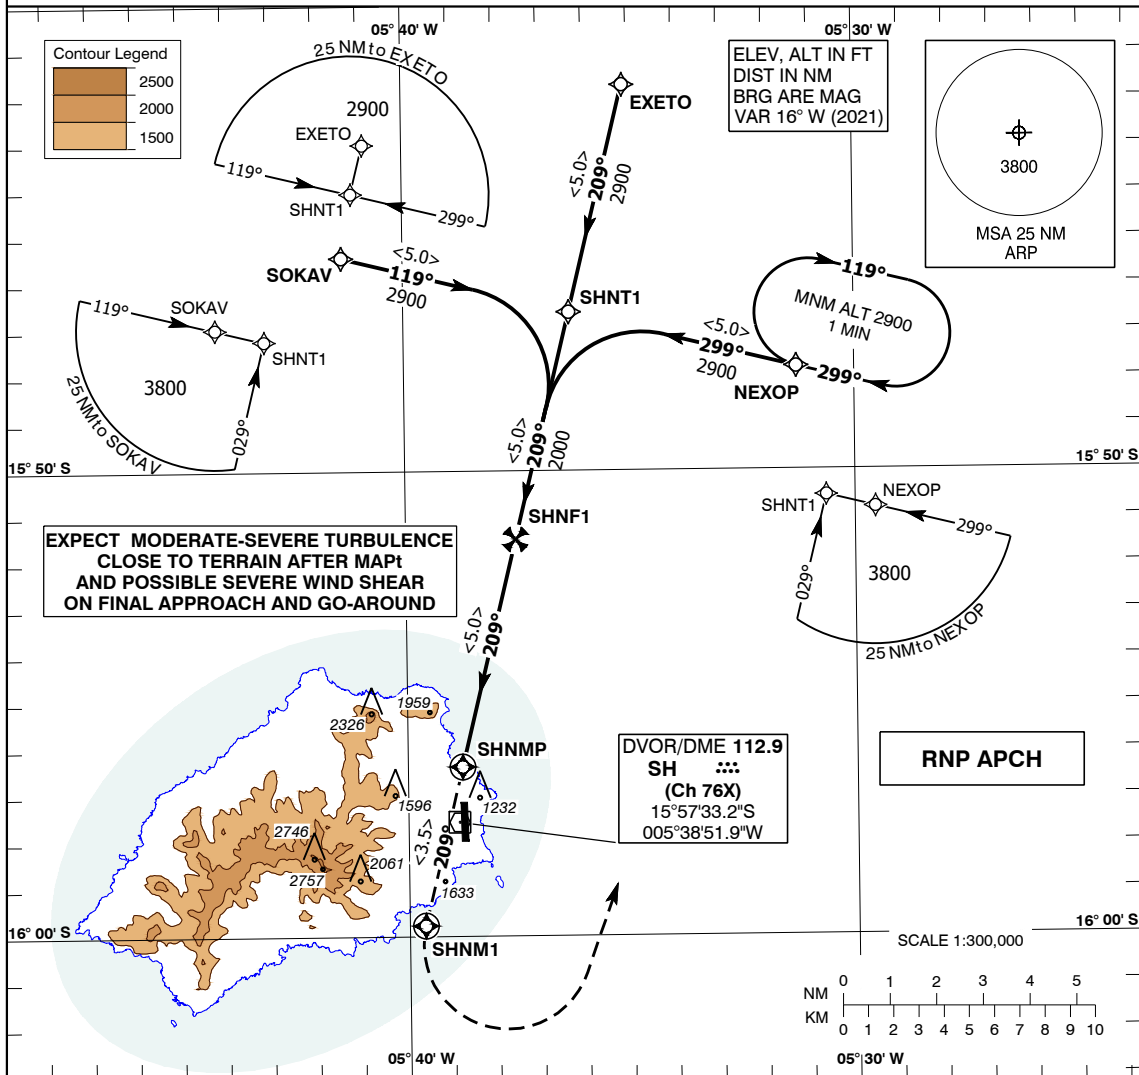 05° 40' W
05° 30' W
Contour Legend
2500
2000
1500
25 NM to EXETO
2900
EXETO
119°
SHNT1
299°
ELEV, ALT IN FT
DIST IN NM
BRG ARE MAG
VAR 16° W (2021)
3800
MSA 25 NM
ARP
EXETO
<5.0>
209°
2900
SOKAV
<5.0>
119°
2900
SHNT1
119°
MNM ALT 2900
1 MIN
299°
<5.0>
299°
2900
NEXOP
119°
SOKAV
SHNT1
3800
029°
25 NM to SOKAV
<5.0>
209°
2000
15° 50' S
15° 50' S
SHNF1
SHNT1
NEXOP
299°
029°
3800
25 NM to NEXOP
EXPECT MODERATE-SEVERE TURBULENCE
CLOSE TO TERRAIN AFTER MAPt
AND POSSIBLE SEVERE WIND SHEAR
ON FINAL APPROACH AND GO-AROUND
<5.0>
209°
1959
2326
SHNMP
1596
1232
2746
2757
2061
<3.5>
209°
1633
DVOR/DME 112.9
SH
(Ch 76X)
15°57'33.2"S
005°38'51.9"W
RNP APCH
16° 00' S
16° 00' S
SHNM1
SCALE 1:300,000
NM
0 1 2 3 4 5
KM
0 1 2 3 4 5 6 7 8 9 10
05° 40' W
05° 30' W